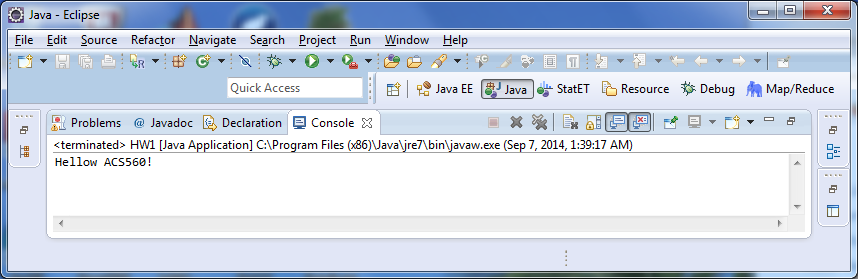 Java - Eclipse
File Edit Source Refactor Navigate Search Project Run Window Help
Quick Access
Java EE Java StatET Resource Debug Map/Reduce
Problems @ Javadoc Declaration Console
<terminated> HW1 [Java Application] C:\Program Files (x86)\Java\jre7\bin\javaw.exe (Sep 7, 2014, 1:39:17 AM)
Hellow ACS560!